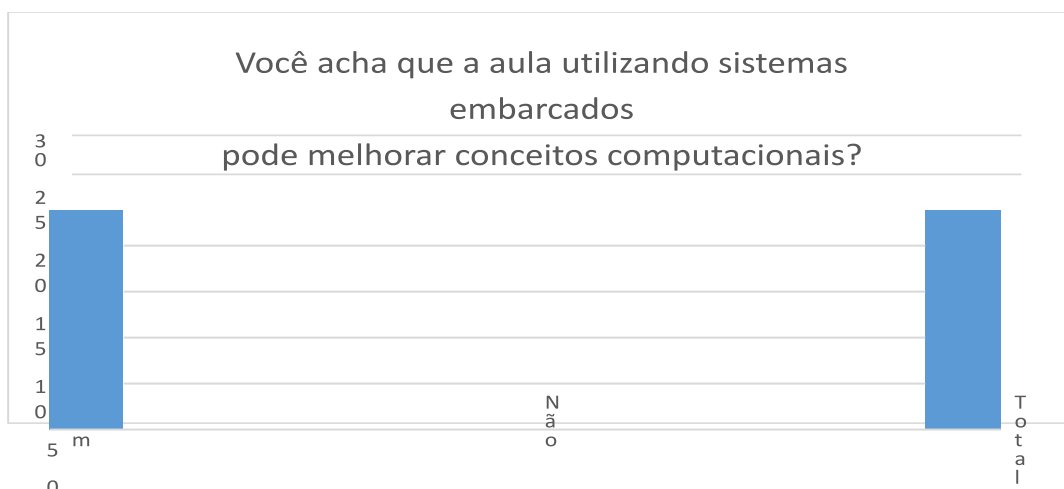 Você acha que a aula utilizando sistemas
embarcados
pode melhorar conceitos computacionais?
30
25
20
15
10
5
0
m
Não
Total